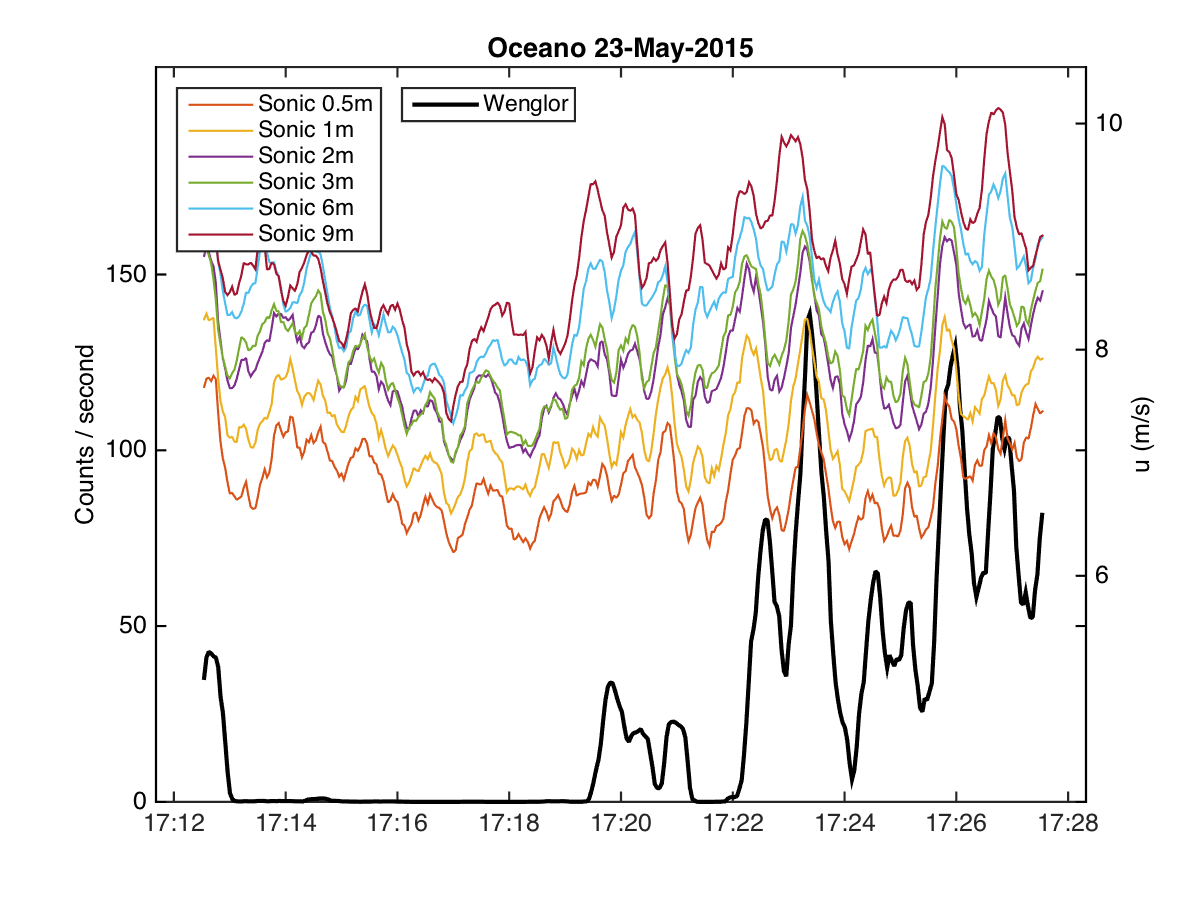 Oceano 23-May-2015
Sonic 0.5m
Sonic 1m
Sonic 2m
Sonic 3m
Sonic 6m
Sonic 9m
Wenglor
150
100
50
0
Counts / second
10
8
6
u (m/s)
17:12 17:14 17:16 17:18 17:20 17:22 17:24 17:26 17:28